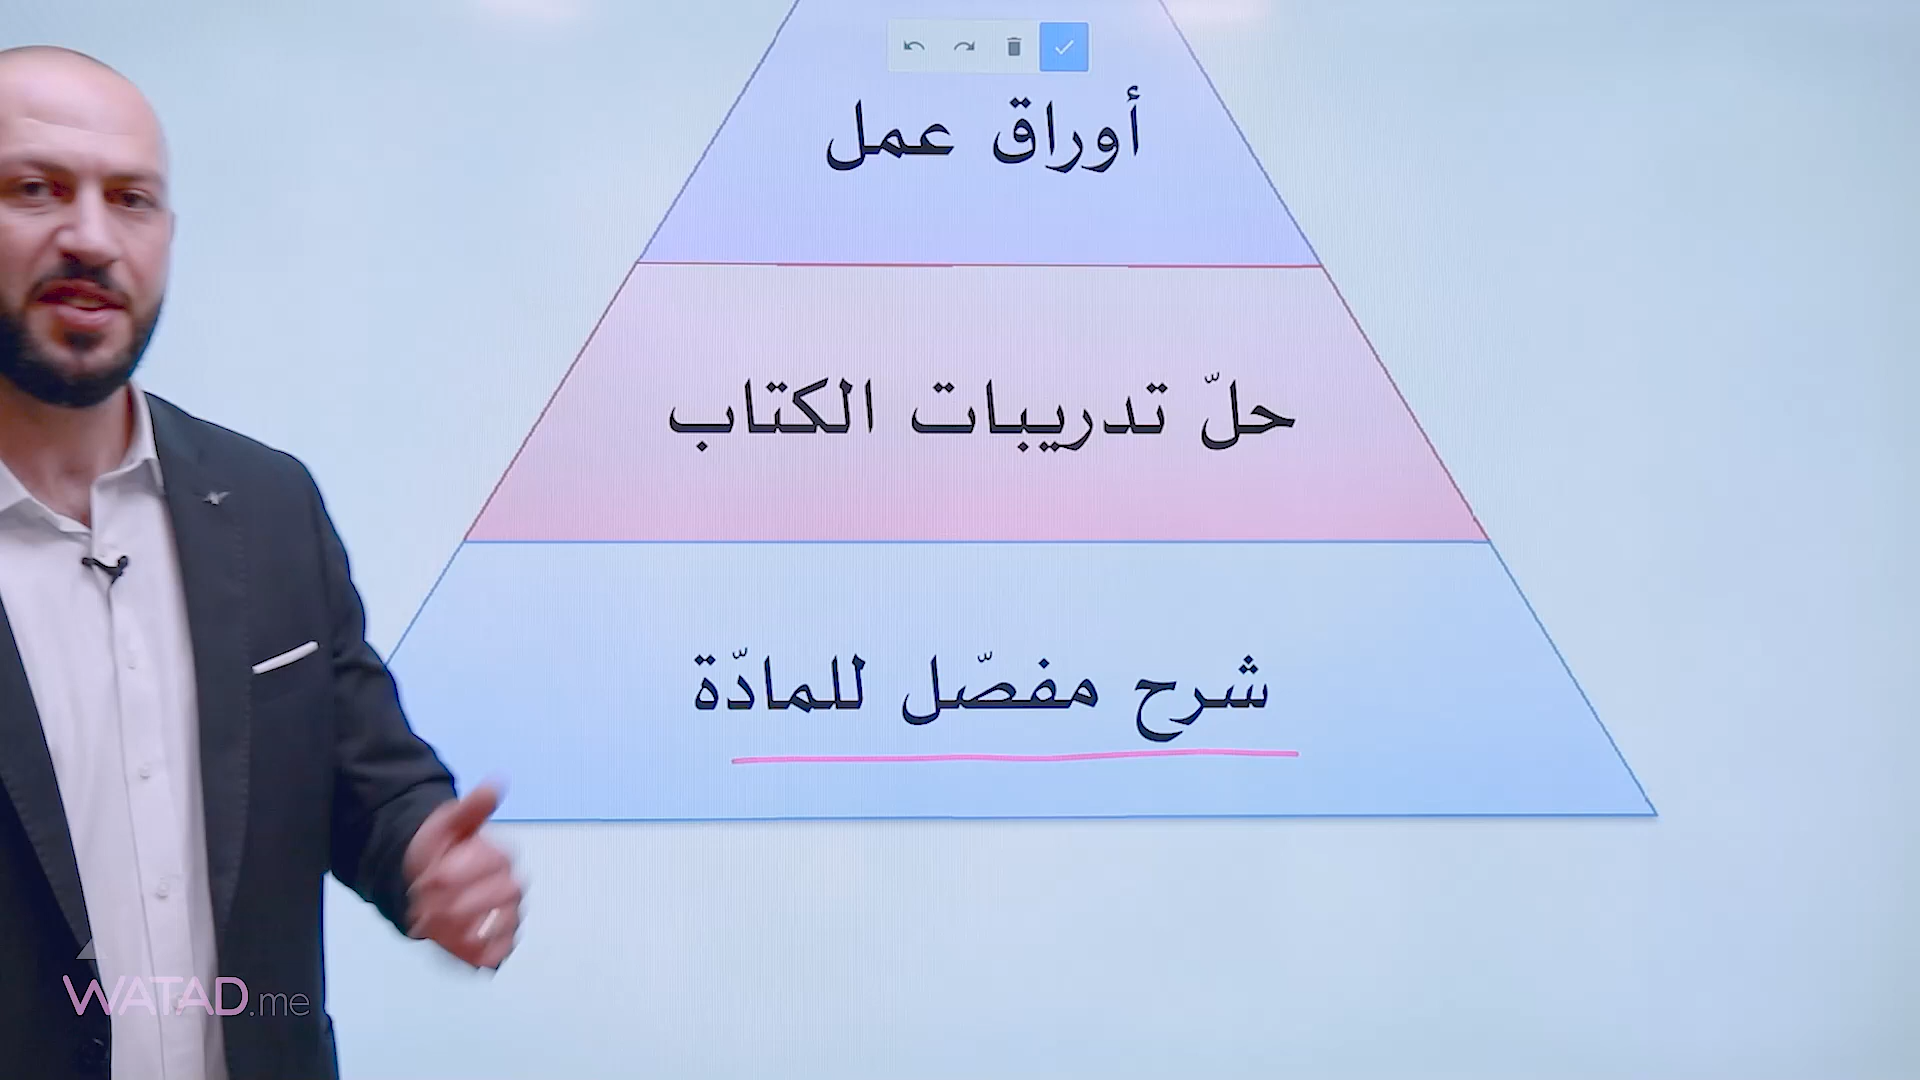 أوراق عمل
حلّ تدريبات الكتاب
شرح مفصّل للمادّة
WATAD.me